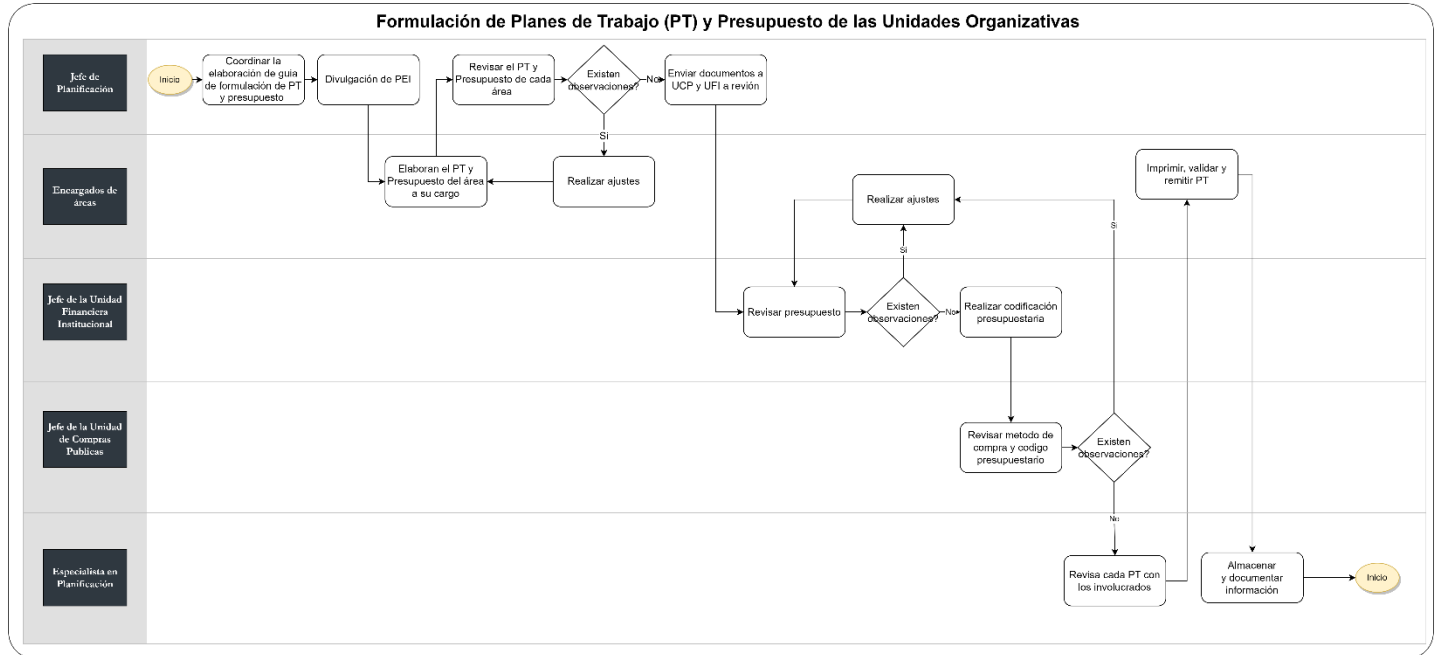 Formulación de Planes de Trabajo (PT) y Presupuesto de las Unidades Organizativas
Jefe de
Planificación
Inicio
Coordinar la
elaboración de guia
de formulación de PT
y presupuesto
Divulgación de PEI
Revisar el PT y
Presupuesto de cada
área
Existen
observaciones?
No
Enviar documentos a
UCP y UFI a revión
Si
Encargados de
áreas
Elaboran el PT y
Presupuesto del área
a su cargo
Realizar ajustes
Realizar ajustes
Imprimir, validar y
remitir PT
Si
Si
Jefe de la Unidad
Financiera
Institucional
Revisar presupuesto
Existen
observaciones?
No
Realizar codificación
presupuestaria
Jefe de la Unidad
de Compras
Publicas
Revisar metodo de
compra y codigo
presupuestario
Existen
observaciones?
No
Especialista en
Planificación
Revisa cada PT con
los involucrados
Almacenar
y documentar
información
Inicio